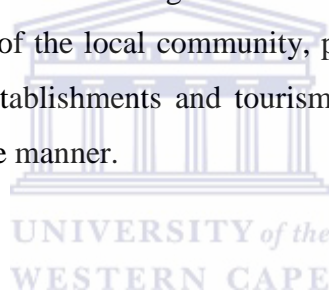 of the local community, p
tablishments and tourism
e manner.
UNIVERSITY of the
WESTERN CAPE